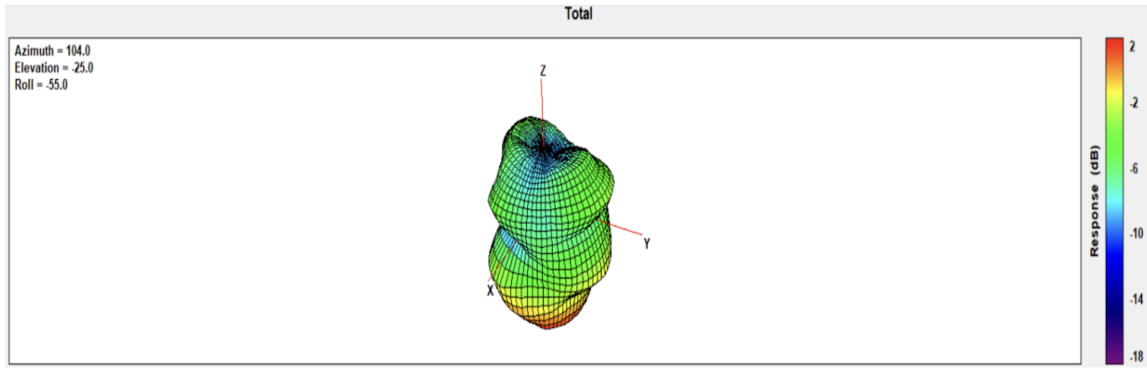 Total
Azimuth = 104.0
Elevation = -25.0
Roll = -55.0
Z
Y
X
2
-2
-6
-10
-14
-18
Response (dB)